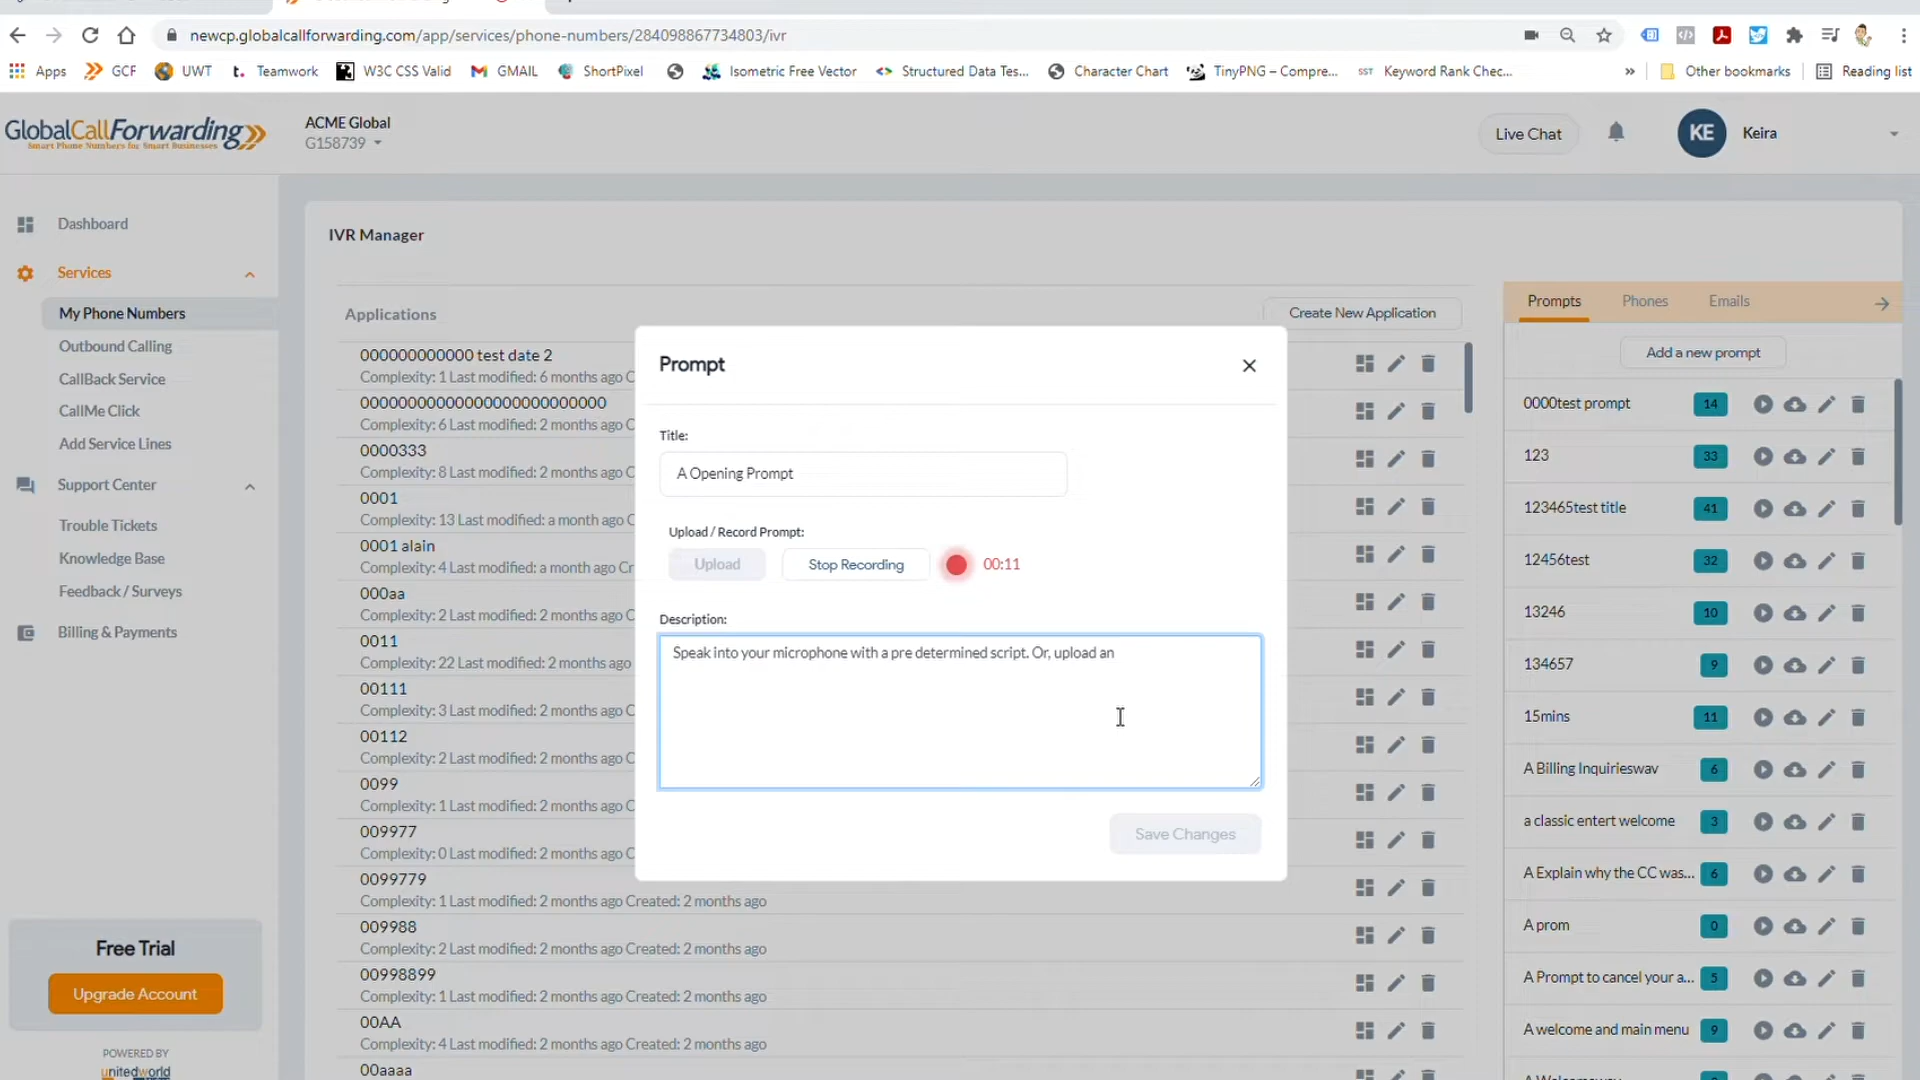 newcp.globalcallforwarding.com/app/services/phone-numbers/284098867734803/ivr
Apps GCF UWT t. Teamwork W3C CSS Valid GMAIL ShortPixel Isometric Free Vector <> Structured Data Tes... Character Chart TinyPNG – Compre... SST Keyword Rank Chec... » Other bookmarks Reading list
GlobalCallForwarding
Smart Phone Numbers for Smart Businesses
ACME Global
G158739
Live Chat
KE
Keira
Dashboard
Services
My Phone Numbers
Outbound Calling
CallBack Service
CallMe Click
Add Service Lines
Support Center
Trouble Tickets
Knowledge Base
Feedback / Surveys
Billing & Payments
Free Trial
Upgrade Account
POWERED BY
unitedworld
IVR Manager
Applications
Create New Application
000000000000 test date 2
Complexity: 1 Last modified: 6 months ago C
00000000000000000000000000
Complexity: 6 Last modified: 2 months ago C
0000333
Complexity: 8 Last modified: 2 months ago C
0001
Complexity: 13 Last modified: a month ago C
0001 alain
Complexity: 4 Last modified: a month ago Cr
000aa
Complexity: 2 Last modified: 2 months ago C
0011
Complexity: 22 Last modified: 2 months ago
00111
Complexity: 3 Last modified: 2 months ago C
00112
Complexity: 2 Last modified: 2 months ago C
0099
Complexity: 1 Last modified: 2 months ago C
009977
Complexity: 0 Last modified: 2 months ago C
0099779
Complexity: 1 Last modified: 2 months ago Created: 2 months ago
009988
Complexity: 2 Last modified: 2 months ago Created: 2 months ago
00998899
Complexity: 1 Last modified: 2 months ago Created: 2 months ago
00AA
Complexity: 4 Last modified: 2 months ago Created: 2 months ago
00aaaa
Prompt
Title:
A Opening Prompt
Upload / Record Prompt:
Upload Stop Recording 00:11
Description:
Speak into your microphone with a pre determined script. Or, upload an
Save Changes
Prompts Phones Emails
Add a new prompt
0000test prompt 14
123 33
123465test title 41
12456test 32
13246 10
134657 9
15mins 11
A Billing Inquirieswav 6
a classic entert welcome 3
A Explain why the CC was... 6
A prom 0
A Prompt to cancel your a... 5
A welcome and main menu 9